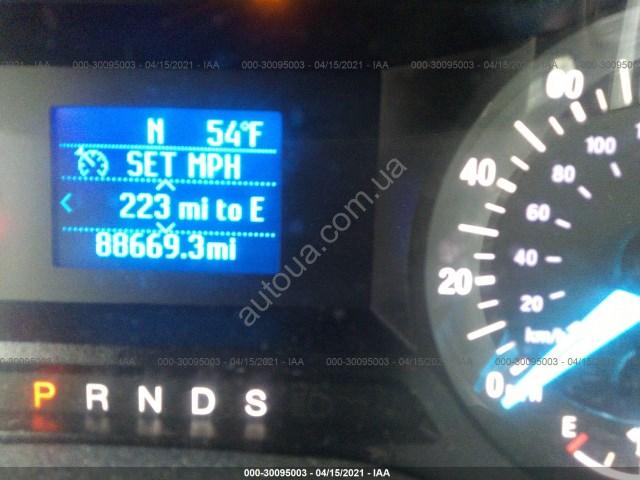 000-30095003 - 04/15/2021 - IAA
000-30095003 - 04/15/2021 - IAA
000-30095003 - 04/15/2021 - IAA
N 54°F
SET MPH
223 mi to E
88669.3mi
autoua.com.ua
60
40
20
0 mph
100
80
60
40
20
km/h
000-30095003 - 04/15/2021 - IAA
000-30095003 - 04/15/2021 - IAA
000-30095003 - 04/15/2021 - IAA
P R N D S
E
000-30095003 - 04/15/2021 - IAA